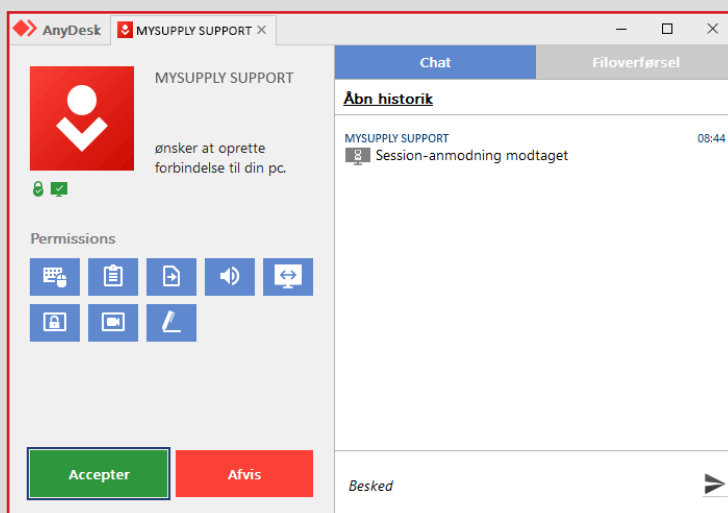 AnyDesk
MYSUPPLY SUPPORT
MYSUPPLY SUPPORT
ønsker at oprette
forbindelse til din pc.
Permissions
Accepter
Afvis
Chat
Filoverførsel
Åbn historik
MYSUPPLY SUPPORT 08:44
Session-anmodning modtaget
Besked